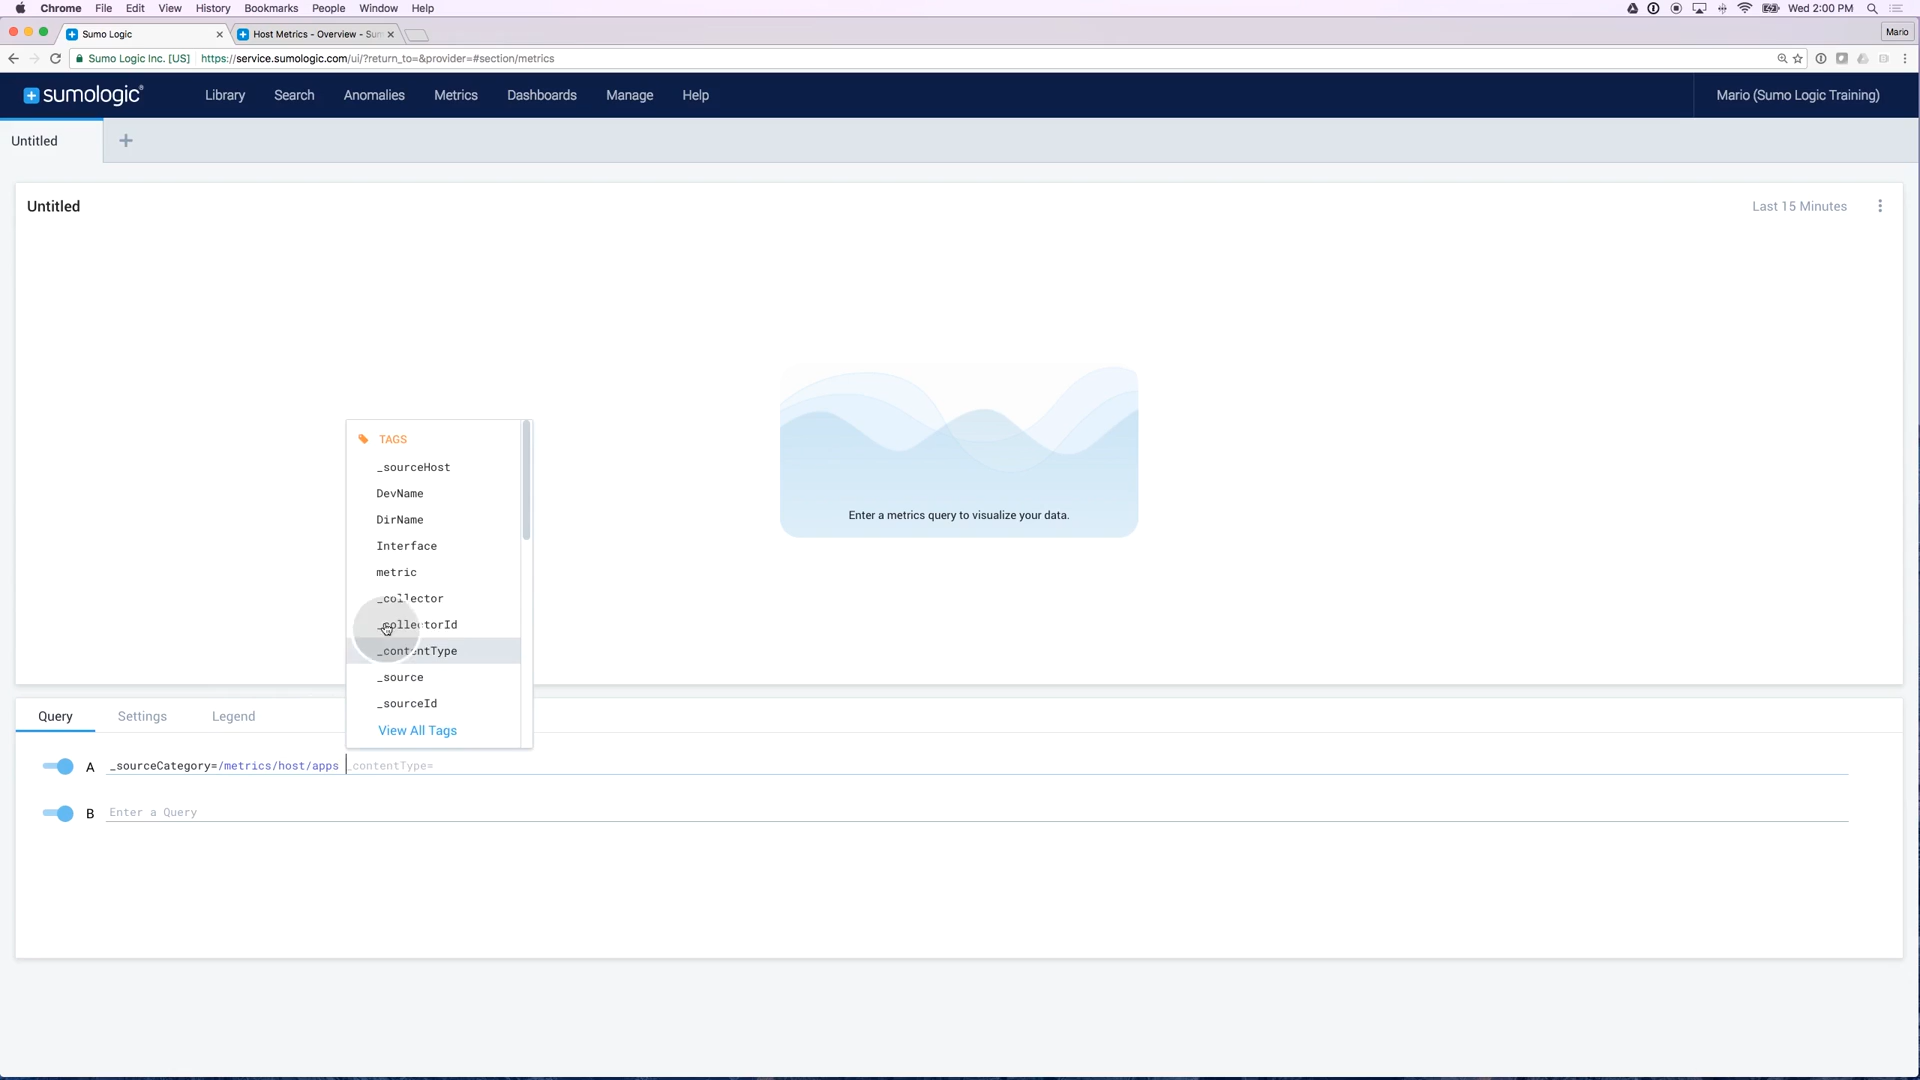 Chrome File Edit View History Bookmarks People Window Help Wed 2:00 PM
Sumo Logic Host Metrics - Overview - Sum Mario
Sumo Logic Inc. [US] https://service.sumologic.com/ui/?return_to=&provider=#section/metrics
sumologic Library Search Anomalies Metrics Dashboards Manage Help Mario (Sumo Logic Training)
Untitled +
Untitled Last 15 Minutes
Enter a metrics query to visualize your data.
TAGS
_sourceHost
DevName
DirName
Interface
metric
_collector
_collectorId
_contentType
_source
_sourceId
View All Tags
Query Settings Legend
A _sourceCategory=/metrics/host/apps _contentType=
B Enter a Query